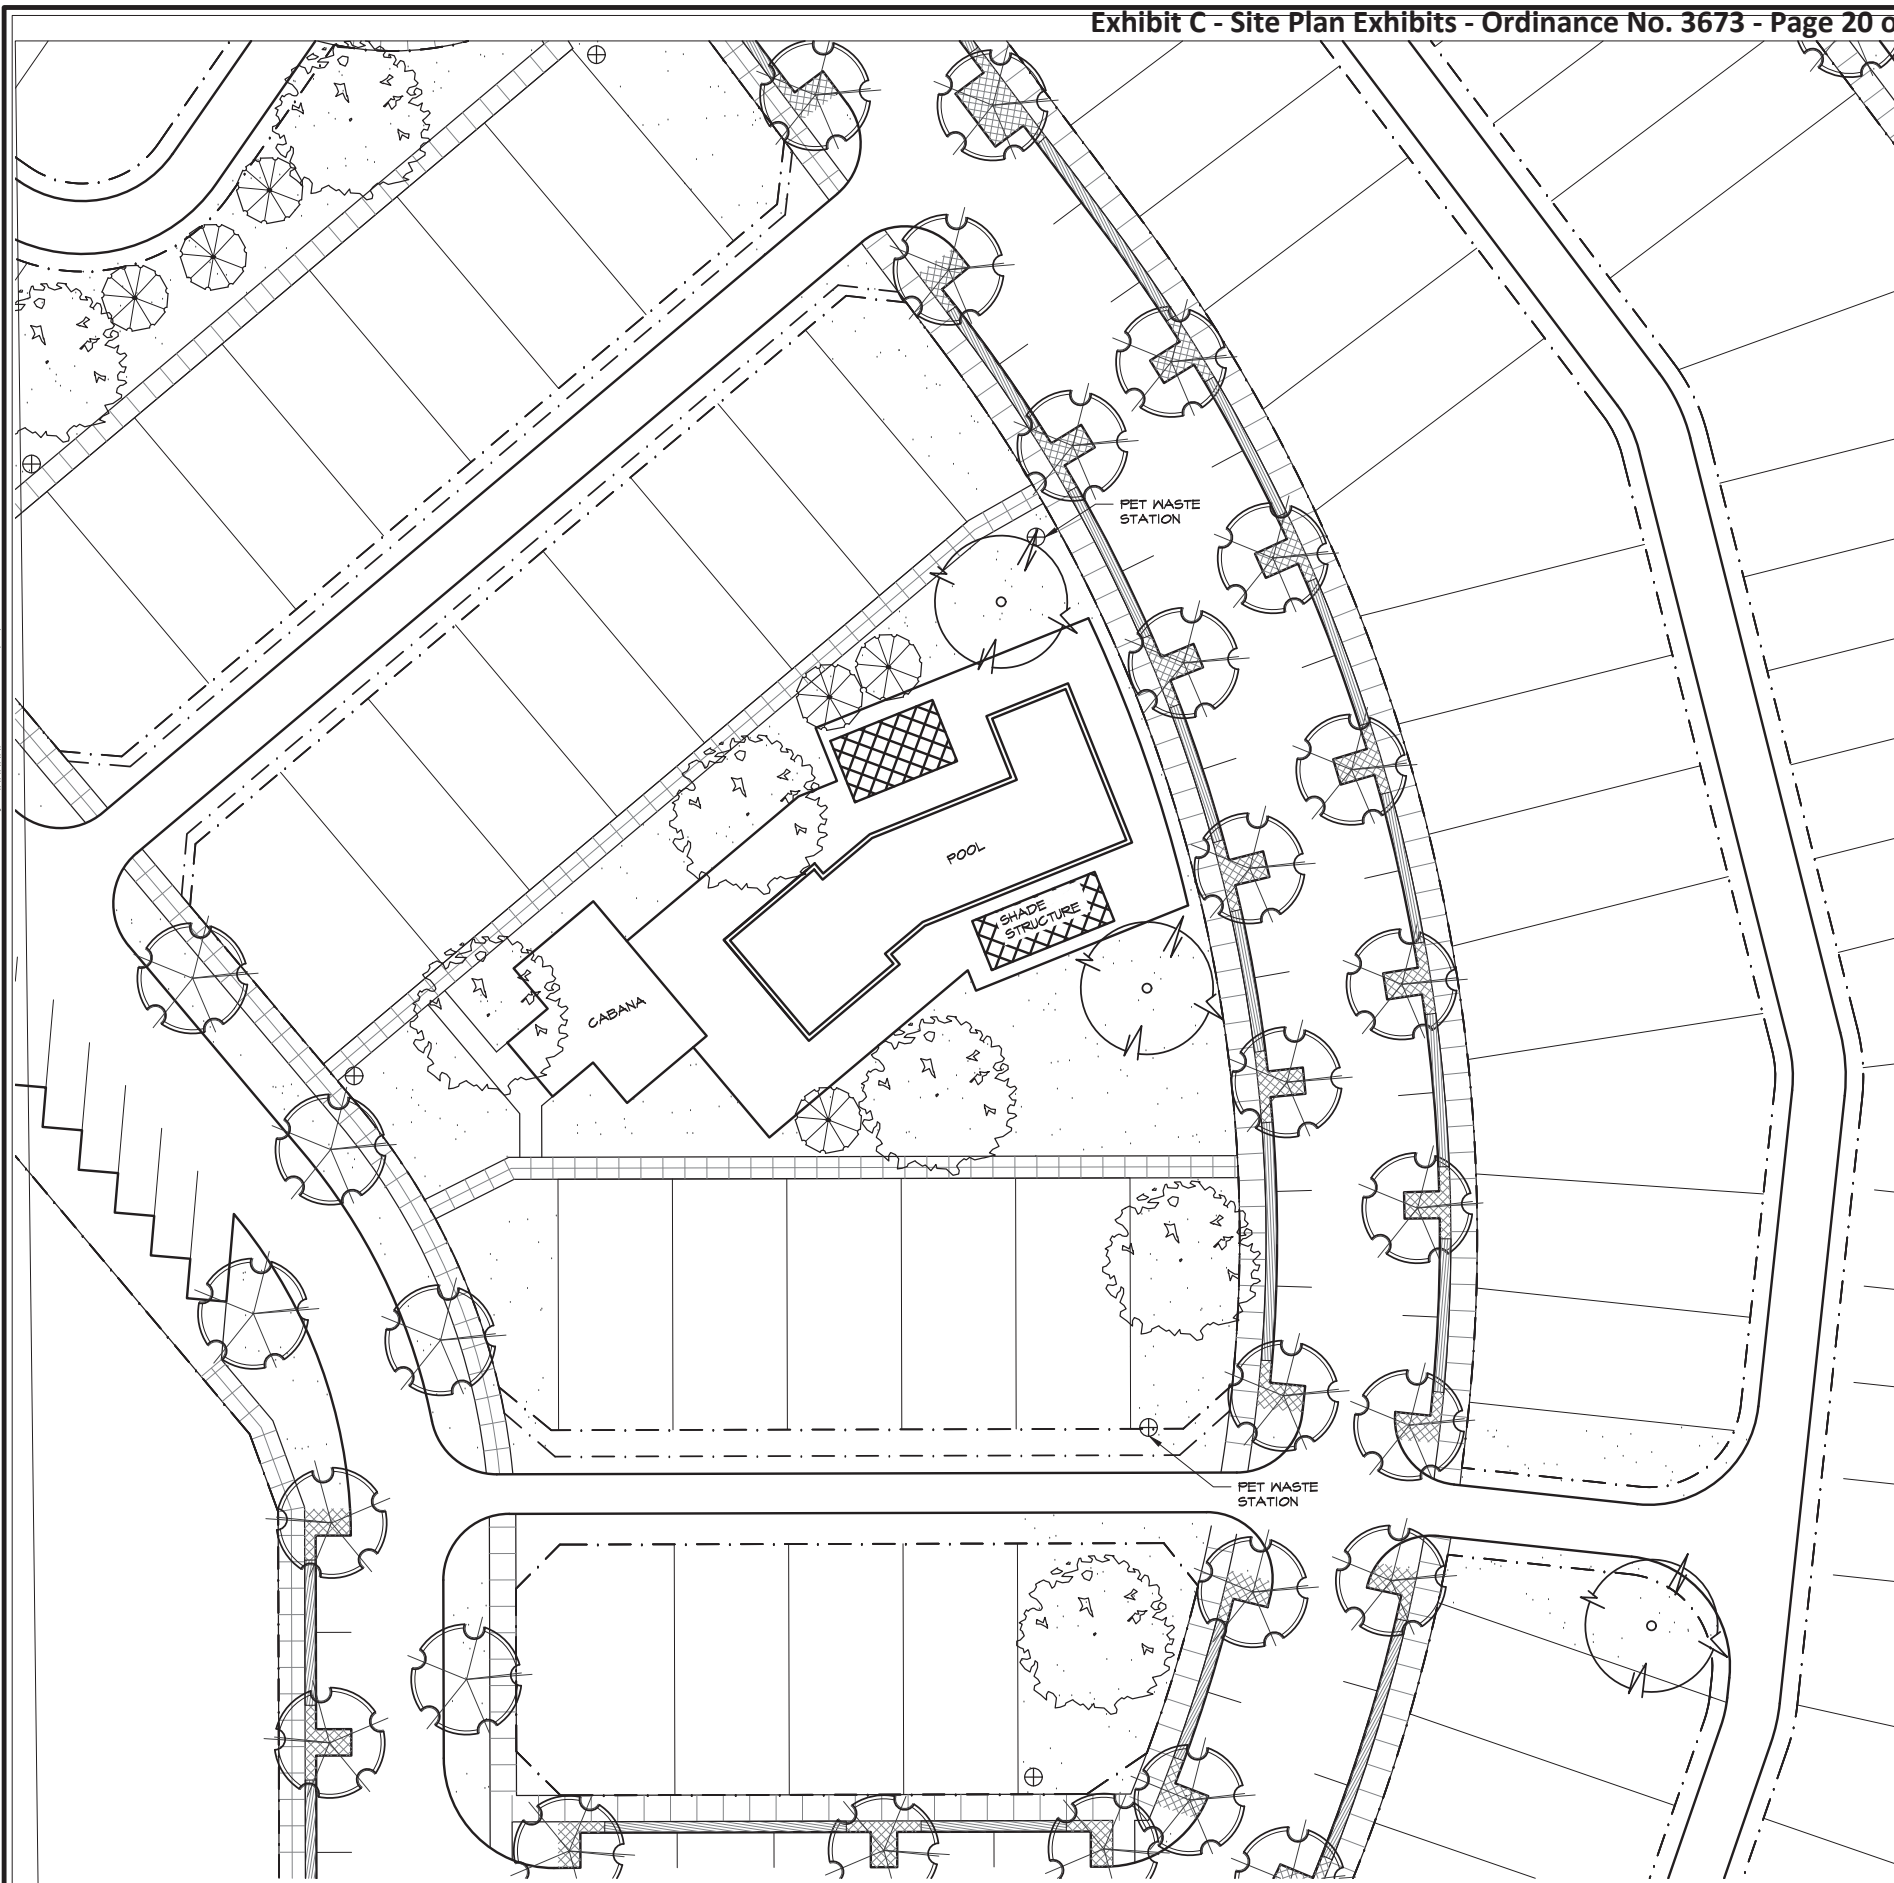 Exhibit C - Site Plan Exhibits - Ordinance No. 3673 - Page 20 o
PET WASTE
STATION
POOL
SHADE
STRUCTURE
CABANA
PET WASTE
STATION